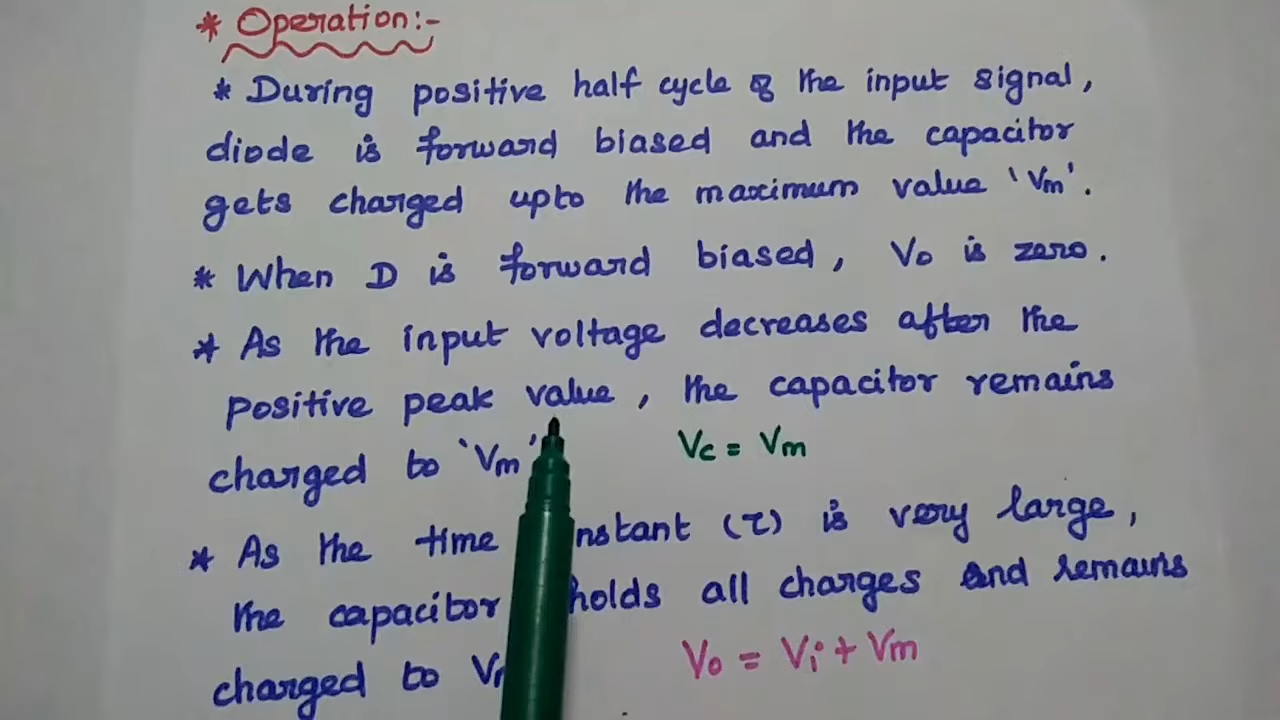 * Operation:-
* During positive half cycle of the input signal,
diode is forward biased and the capacitor
gets charged upto the maximum value 'Vm'.
* When D is forward biased, Vo is zero.
* As the input voltage decreases after the
positive peak value, the capacitor remains
charged to 'Vm' Vc = Vm
* As the time nstant (τ) is very large,
the capacitor holds all charges and remains
charged to Vo = Vi + Vm